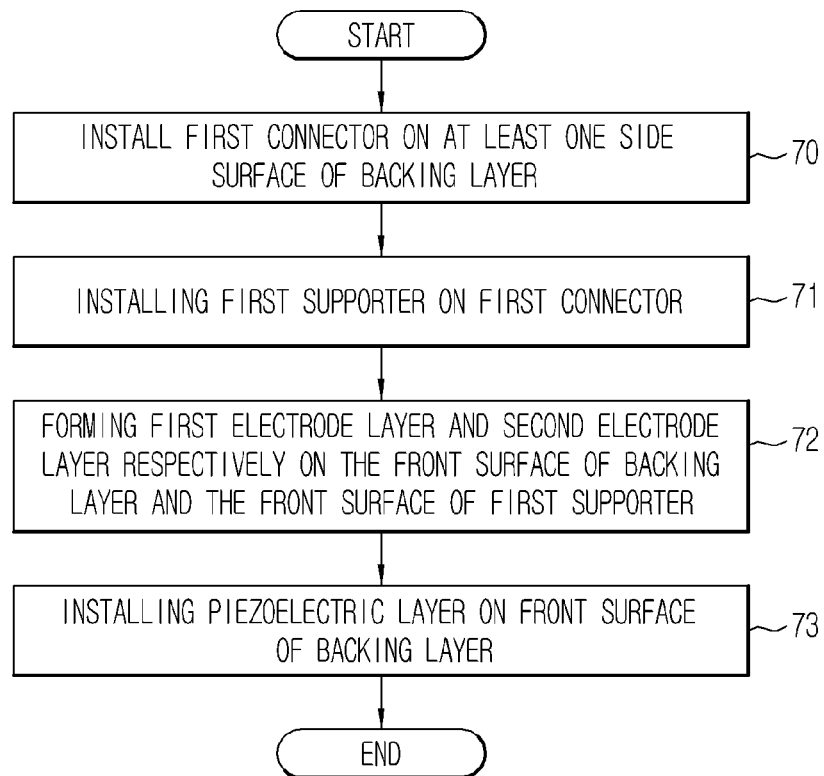 START
INSTALL FIRST CONNECTOR ON AT LEAST ONE SIDE
SURFACE OF BACKING LAYER
70
INSTALLING FIRST SUPPORTER ON FIRST CONNECTOR
71
FORMING FIRST ELECTRODE LAYER AND SECOND ELECTRODE
LAYER RESPECTIVELY ON THE FRONT SURFACE OF BACKING
LAYER AND THE FRONT SURFACE OF FIRST SUPPORTER
72
INSTALLING PIEZOELECTRIC LAYER ON FRONT SURFACE
OF BACKING LAYER
73
END